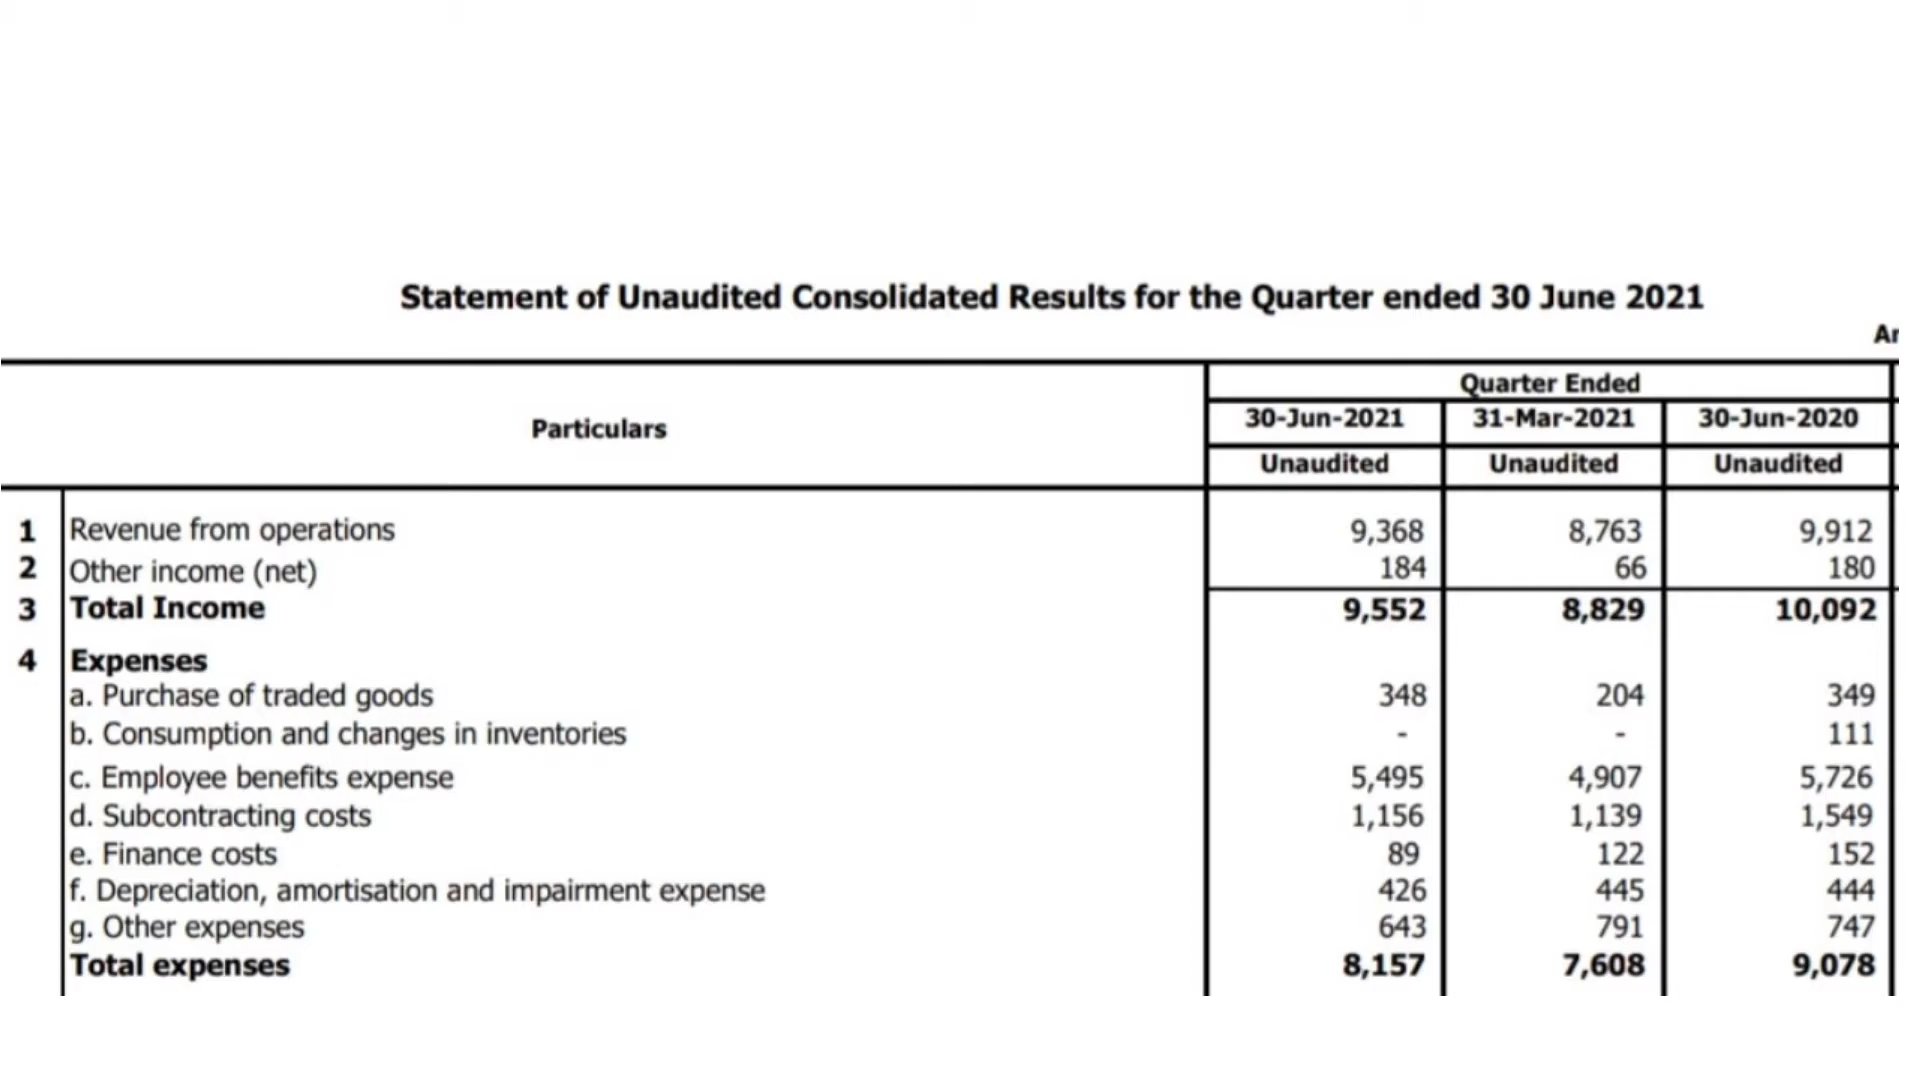 Statement of Unaudited Consolidated Results for the Quarter ended 30 June 2021
Particulars Quarter Ended
30-Jun-2021 31-Mar-2021 30-Jun-2020
Unaudited Unaudited Unaudited
1 Revenue from operations 9,368 8,763 9,912
2 Other income (net) 184 66 180
3 Total Income 9,552 8,829 10,092
4 Expenses
a. Purchase of traded goods 348 204 349
b. Consumption and changes in inventories - - 111
c. Employee benefits expense 5,495 4,907 5,726
d. Subcontracting costs 1,156 1,139 1,549
e. Finance costs 89 122 152
f. Depreciation, amortisation and impairment expense 426 445 444
g. Other expenses 643 791 747
Total expenses 8,157 7,608 9,078